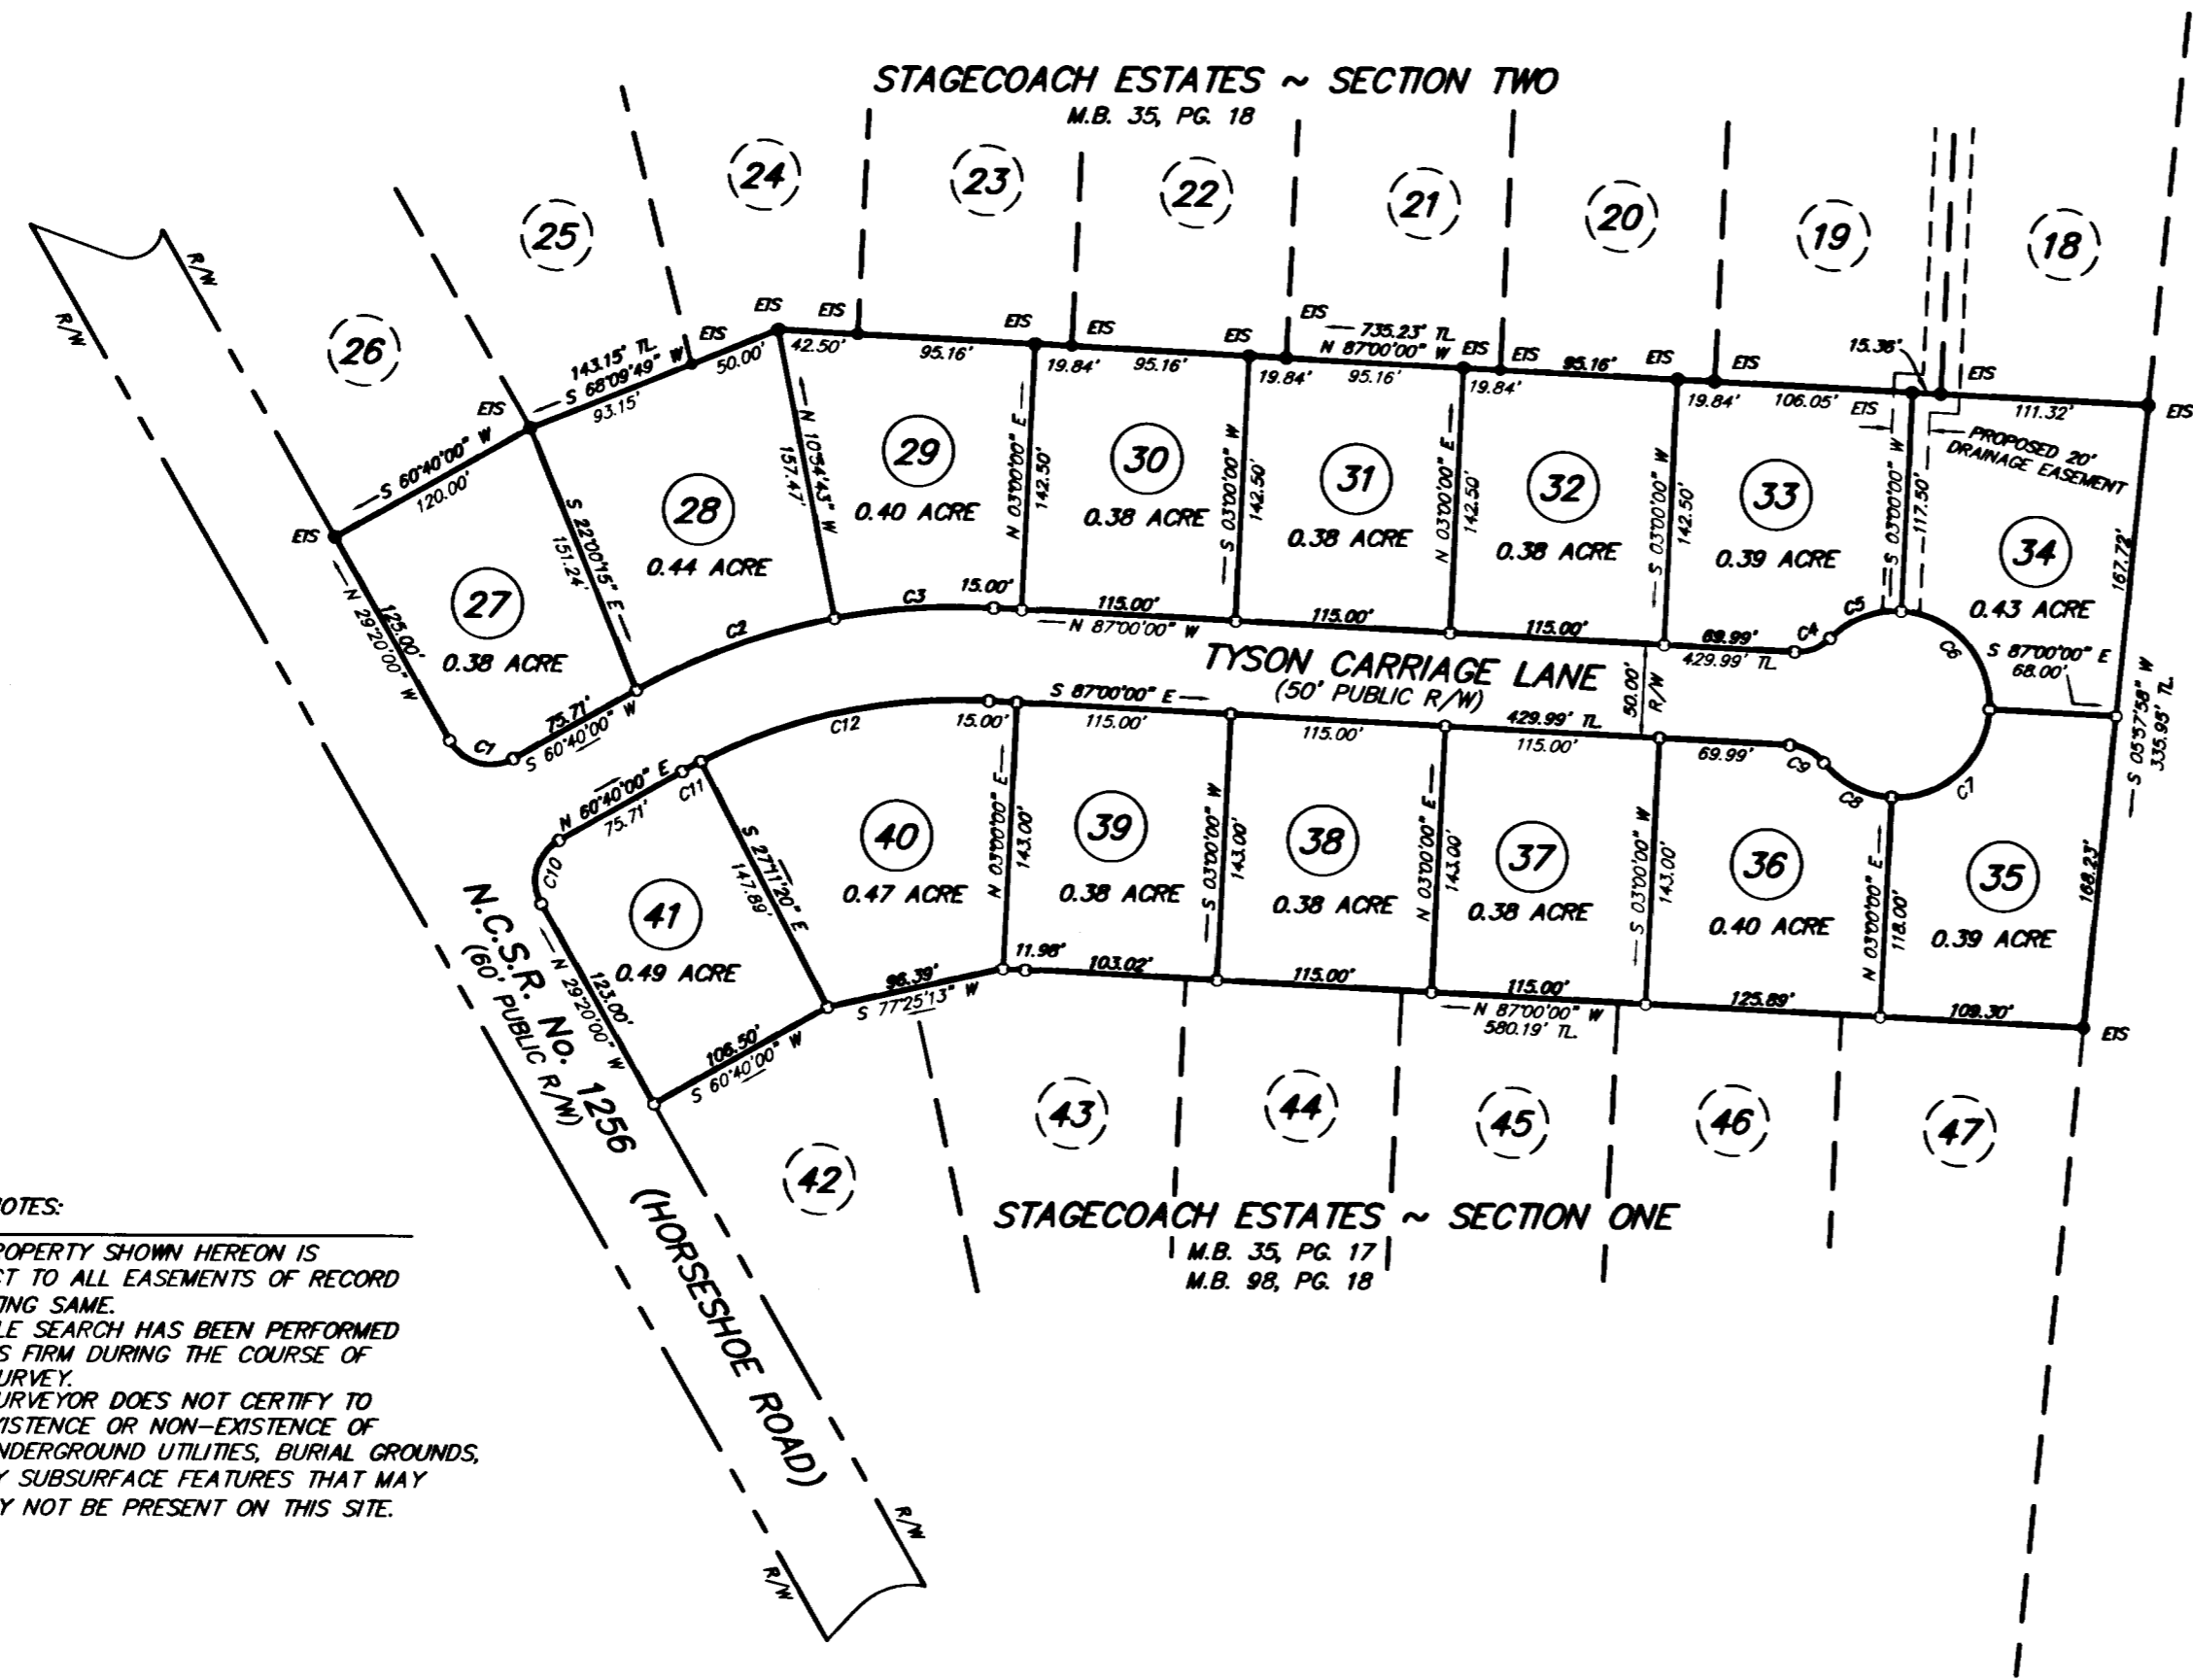 STAGECOACH ESTATES ~ SECTION TWO
M.B. 35, PG. 18
24
23
22
21
20
19
18
25
26
R/W
R/W
EIS
143.15' TL
S 68°09'49" W
93.15'
EIS
50.00'
EIS
42.50'
EIS
95.16'
EIS
19.84'
EIS
95.16'
EIS
19.84'
EIS
735.23' TL
N 87°00'00" W
95.16'
EIS
19.84'
EIS
95.16'
EIS
19.84'
EIS
106.05'
EIS
15.36'
EIS
111.32'
EIS
PROPOSED 20'
DRAINAGE EASEMENT
S 60°40'00" W
120.00'
EIS
N 29°20'00" W
125.00'
27
0.38 ACRE
S 22°00'15" E
151.24'
28
0.44 ACRE
N 10°54'43" W
157.47'
29
0.40 ACRE
N 03°00'00" E
142.50'
30
0.38 ACRE
S 03°00'00" W
142.50'
31
0.38 ACRE
N 03°00'00" E
142.50'
32
0.38 ACRE
S 03°00'00" W
142.50'
33
0.39 ACRE
S 03°00'00" W
117.50'
34
0.43 ACRE
167.72'
S 87°00'00" E
68.00'
S 05°57'58" W
335.95' TL
C1
75.71'
S 60°40'00" W
C2
C3
15.00'
115.00'
N 87°00'00" W
115.00'
115.00'
69.99'
429.99' TL
C4
C5
C6
TYSON CARRIAGE LANE
(50' PUBLIC R/W)
50.00'
R/W
C12
15.00'
S 87°00'00" E
115.00'
115.00'
429.99' TL
115.00'
69.99'
C9
C8
C7
N 60°40'00" E
75.71'
C11
C10
41
0.49 ACRE
N 29°20'00" W
123.00'
S 27°11'20" E
147.89'
40
0.47 ACRE
N 03°00'00" E
143.00'
39
0.38 ACRE
S 03°00'00" W
143.00'
38
0.38 ACRE
N 03°00'00" E
143.00'
37
0.38 ACRE
S 03°00'00" W
143.00'
36
0.40 ACRE
N 03°00'00" E
118.00'
35
0.39 ACRE
168.23'
106.50'
S 60°40'00" W
96.39'
S 77°25'13" W
11.98'
103.02'
115.00'
115.00'
N 87°00'00" W
580.19' TL
125.89'
109.30'
EIS
42
43
44
45
46
47
N.C.S.R. No. 1256 (HORSESHOE ROAD)
(60' PUBLIC R/W)
R/W
R/W
STAGECOACH ESTATES ~ SECTION ONE
M.B. 35, PG. 17
M.B. 98, PG. 18
OTES:
OPERTY SHOWN HEREON IS
CT TO ALL EASEMENTS OF RECORD
TING SAME.
LE SEARCH HAS BEEN PERFORMED
S FIRM DURING THE COURSE OF
URVEY.
URVEYOR DOES NOT CERTIFY TO
XISTENCE OR NON-EXISTENCE OF
NDERGROUND UTILITIES, BURIAL GROUNDS,
Y SUBSURFACE FEATURES THAT MAY
Y NOT BE PRESENT ON THIS SITE.